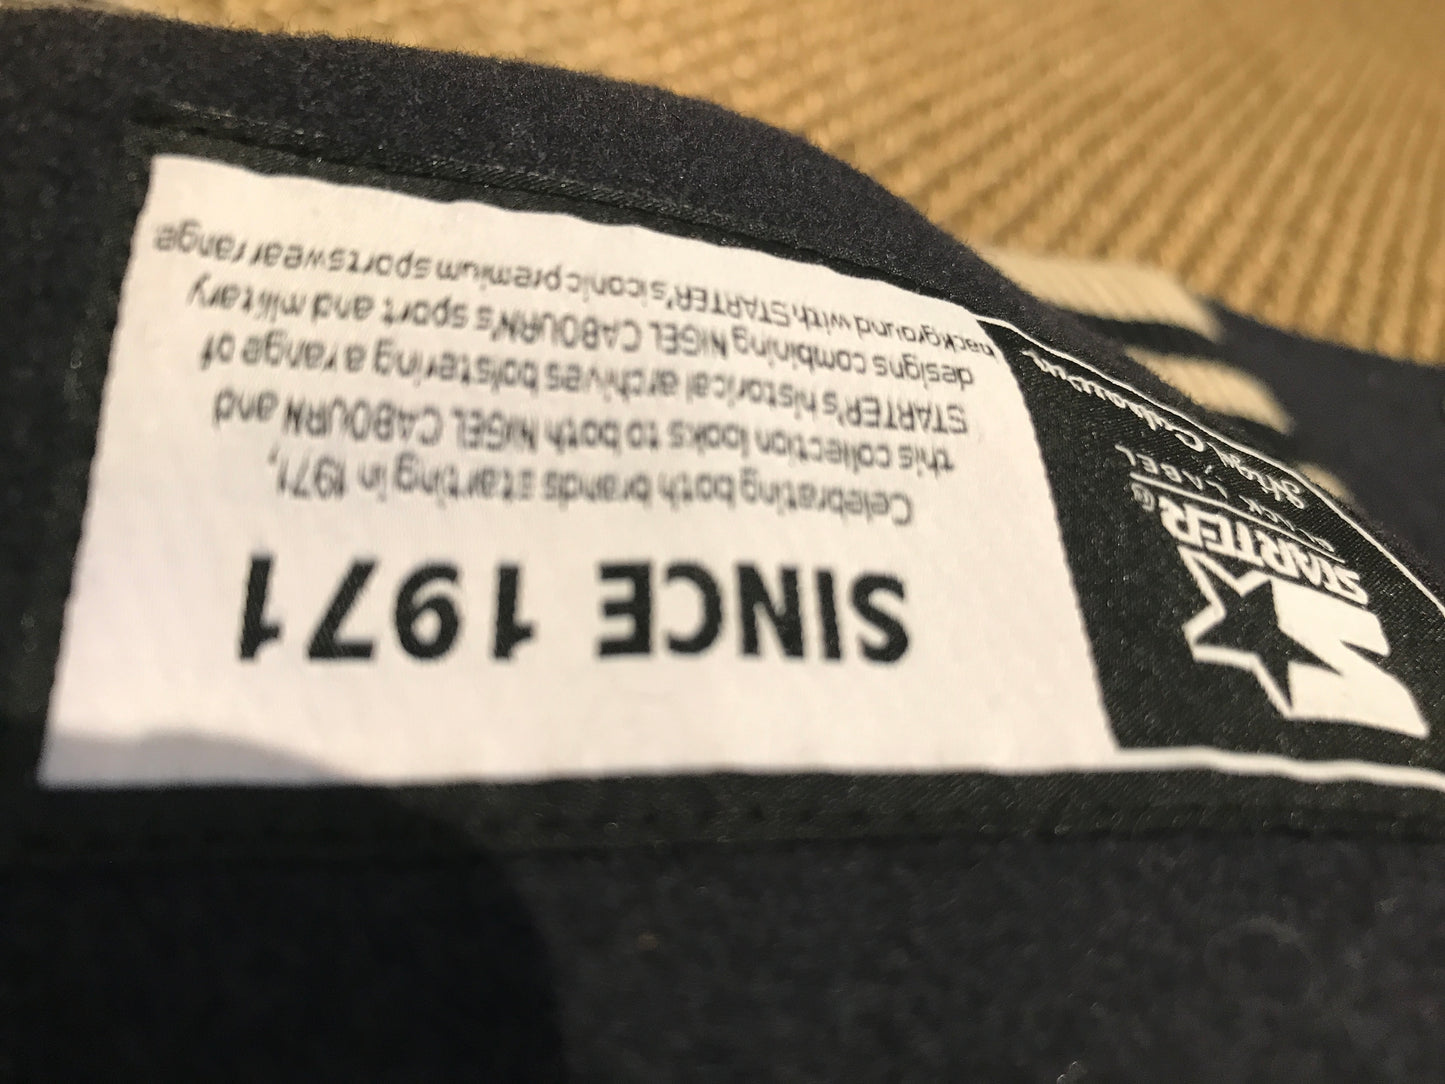 STARTER®
BLACK LABEL
Nigel Cabourn
SINCE 1971
Celebrating both brands starting in 1971,
this collection looks to both NIGEL CABOURN and
STARTER's historical archives bolstering a range of
designs combining NIGEL CABOURN's sport and military
background with STARTER's iconic premium sportswear range